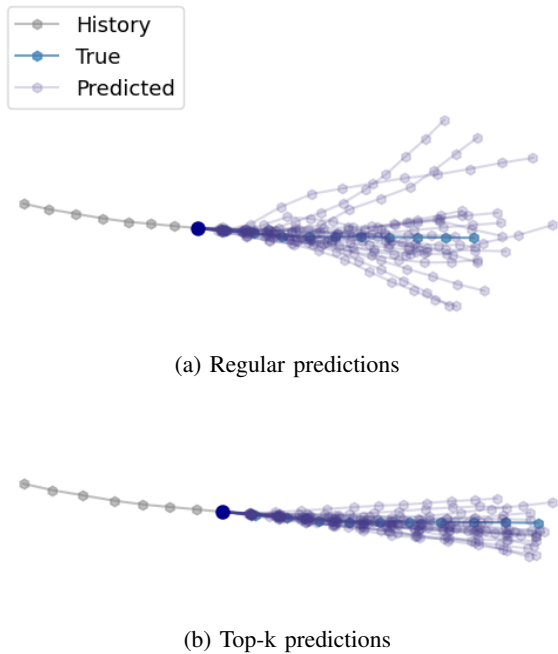 History
True
Predicted
(a) Regular predictions
(b) Top-k predictions